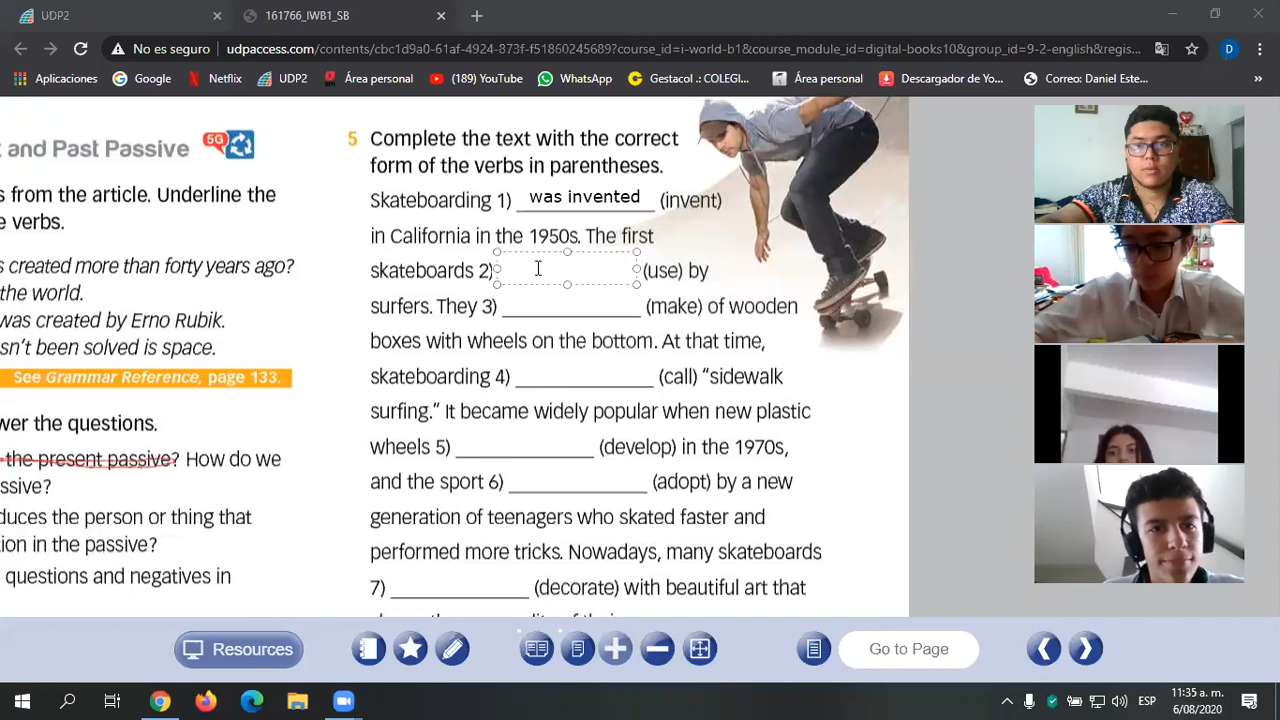 UDP2
161766_IWB1_SB
No es seguro
udpaccess.com/contents/cbc1d9a0-61af-4924-873f-f51860245689?course_id=i-world-b1&course_module_id=digital-books10&group_id=9-2-english&regis...
D
Aplicaciones
Google
Netflix
UDP2
Área personal
(189) YouTube
WhatsApp
Gestacol .: COLEGI...
Área personal
Descargador de Yo...
Correo: Daniel Este...
»
and Past Passive
5G
s from the article. Underline the
e verbs.
s created more than forty years ago?
the world.
was created by Erno Rubik.
sn't been solved is space.
See Grammar Reference, page 133.
wer the questions.
the present passive? How do we
ssive?
duces the person or thing that
tion in the passive?
questions and negatives in
5 Complete the text with the correct
form of the verbs in parentheses.
Skateboarding 1) was invented (invent)
in California in the 1950s. The first
skateboards 2) (use) by
surfers. They 3) ____________ (make) of wooden
boxes with wheels on the bottom. At that time,
skateboarding 4) ____________ (call) “sidewalk
surfing.” It became widely popular when new plastic
wheels 5) ____________ (develop) in the 1970s,
and the sport 6) ____________ (adopt) by a new
generation of teenagers who skated faster and
performed more tricks. Nowadays, many skateboards
7) ____________ (decorate) with beautiful art that
Resources
Go to Page
ESP
11:35 a. m.
6/08/2020